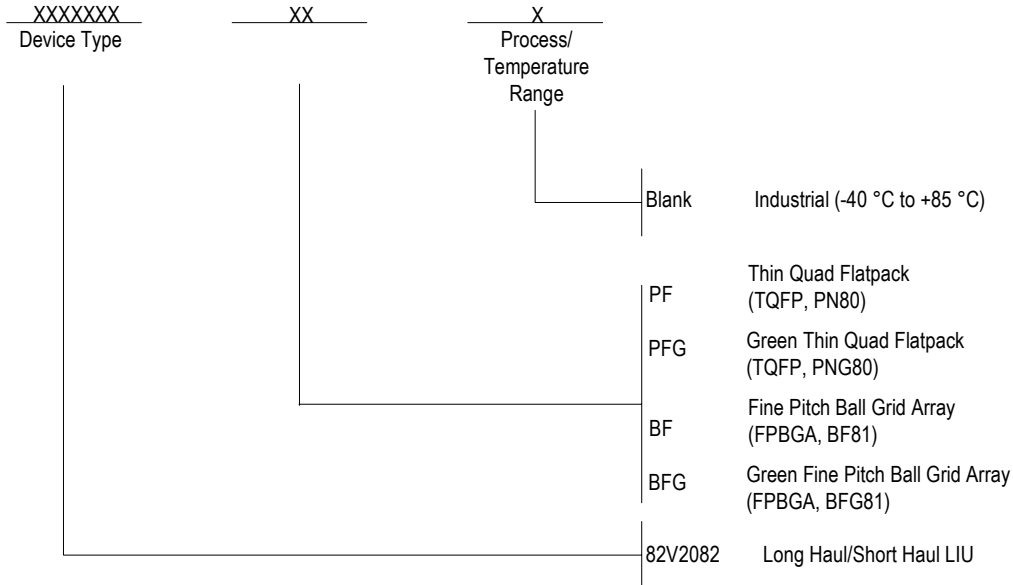 XXXXXXX XX X
Device Type
Process/
Temperature
Range
Blank Industrial (-40 °C to +85 °C)
PF Thin Quad Flatpack
(TQFP, PN80)
PFG Green Thin Quad Flatpack
(TQFP, PNG80)
BF Fine Pitch Ball Grid Array
(FPBGA, BF81)
BFG Green Fine Pitch Ball Grid Array
(FPBGA, BFG81)
82V2082 Long Haul/Short Haul LIU